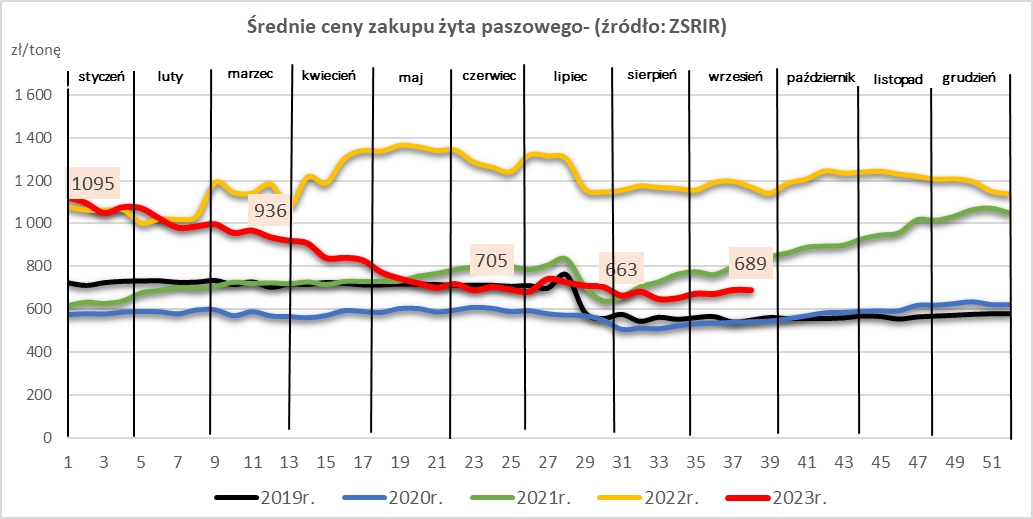 Średnie ceny zakupu żyta paszowego- (źródło: ZSRIR)
zł/tonę
styczeń luty marzec kwiecień maj czerwiec lipiec sierpień wrzesień październik listopad grudzień
1 600
1 400
1 200
1 000
800
600
400
200
0
1095
936
705
663
689
1 3 5 7 9 11 13 15 17 19 21 23 25 27 29 31 33 35 37 39 41 43 45 47 49 51
2019r. 2020r. 2021r. 2022r. 2023r.